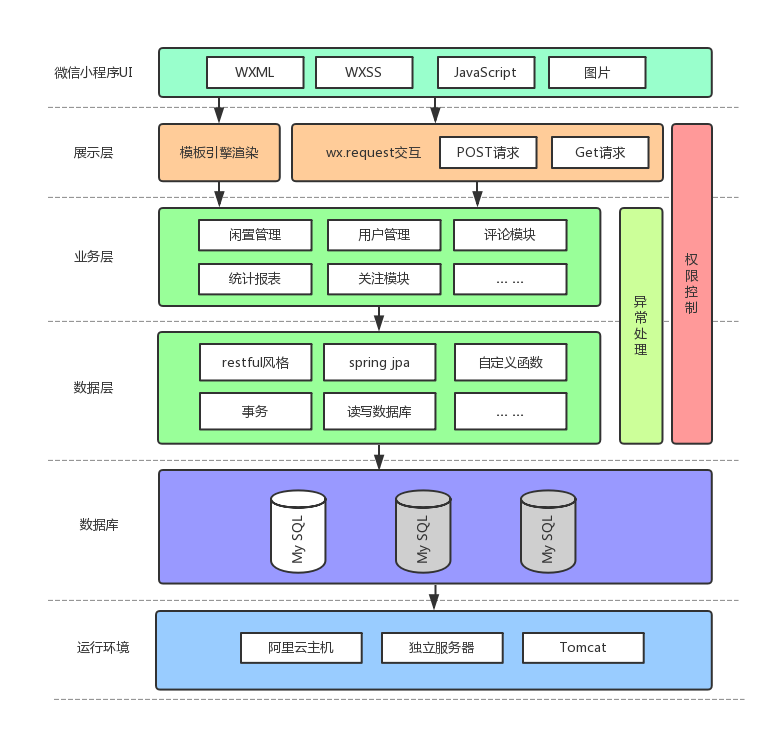 微信小程序UI
WXML
WXSS
JavaScript
图片
展示层
模板引擎渲染
wx.request交互
POST请求
Get请求
权限控制
业务层
闲置管理
用户管理
评论模块
统计报表
关注模块
... ...
异常处理
数据层
restful风格
spring jpa
自定义函数
事务
读写数据库
... ...
数据库
My SQL
My SQL
My SQL
运行环境
阿里云主机
独立服务器
Tomcat